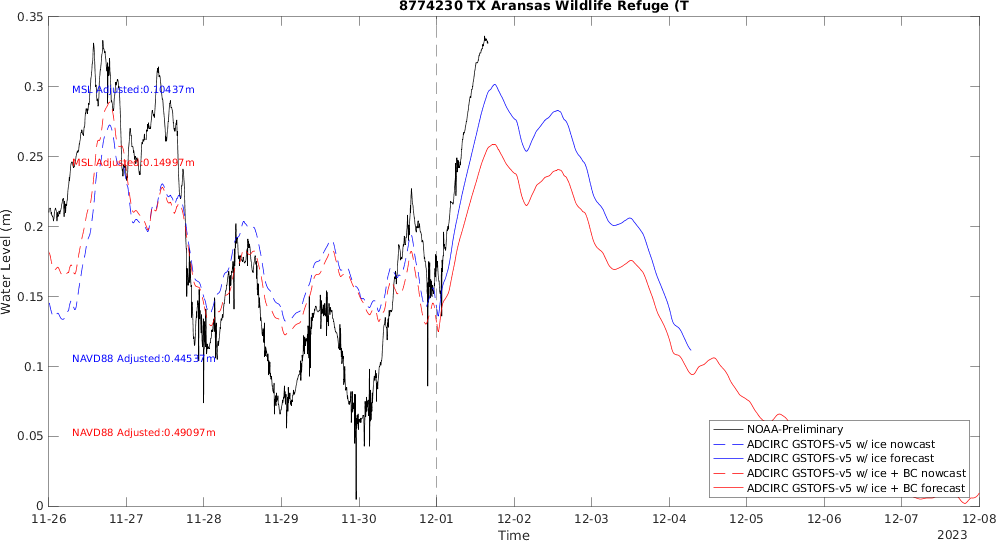 8774230 TX Aransas Wildlife Refuge (T
Water Level (m)
0.35
0.3
0.25
0.2
0.15
0.1
0.05
0
MSL Adjusted:0.10437m
MSL Adjusted:0.14997m
NAVD88 Adjusted:0.44537m
NAVD88 Adjusted:0.49097m
NOAA-Preliminary
ADCIRC GSTOFS-v5 w/ ice nowcast
ADCIRC GSTOFS-v5 w/ ice forecast
ADCIRC GSTOFS-v5 w/ ice + BC nowcast
ADCIRC GSTOFS-v5 w/ ice + BC forecast
11-26 11-27 11-28 11-29 11-30 12-01 12-02 12-03 12-04 12-05 12-06 12-07 12-08
Time
2023